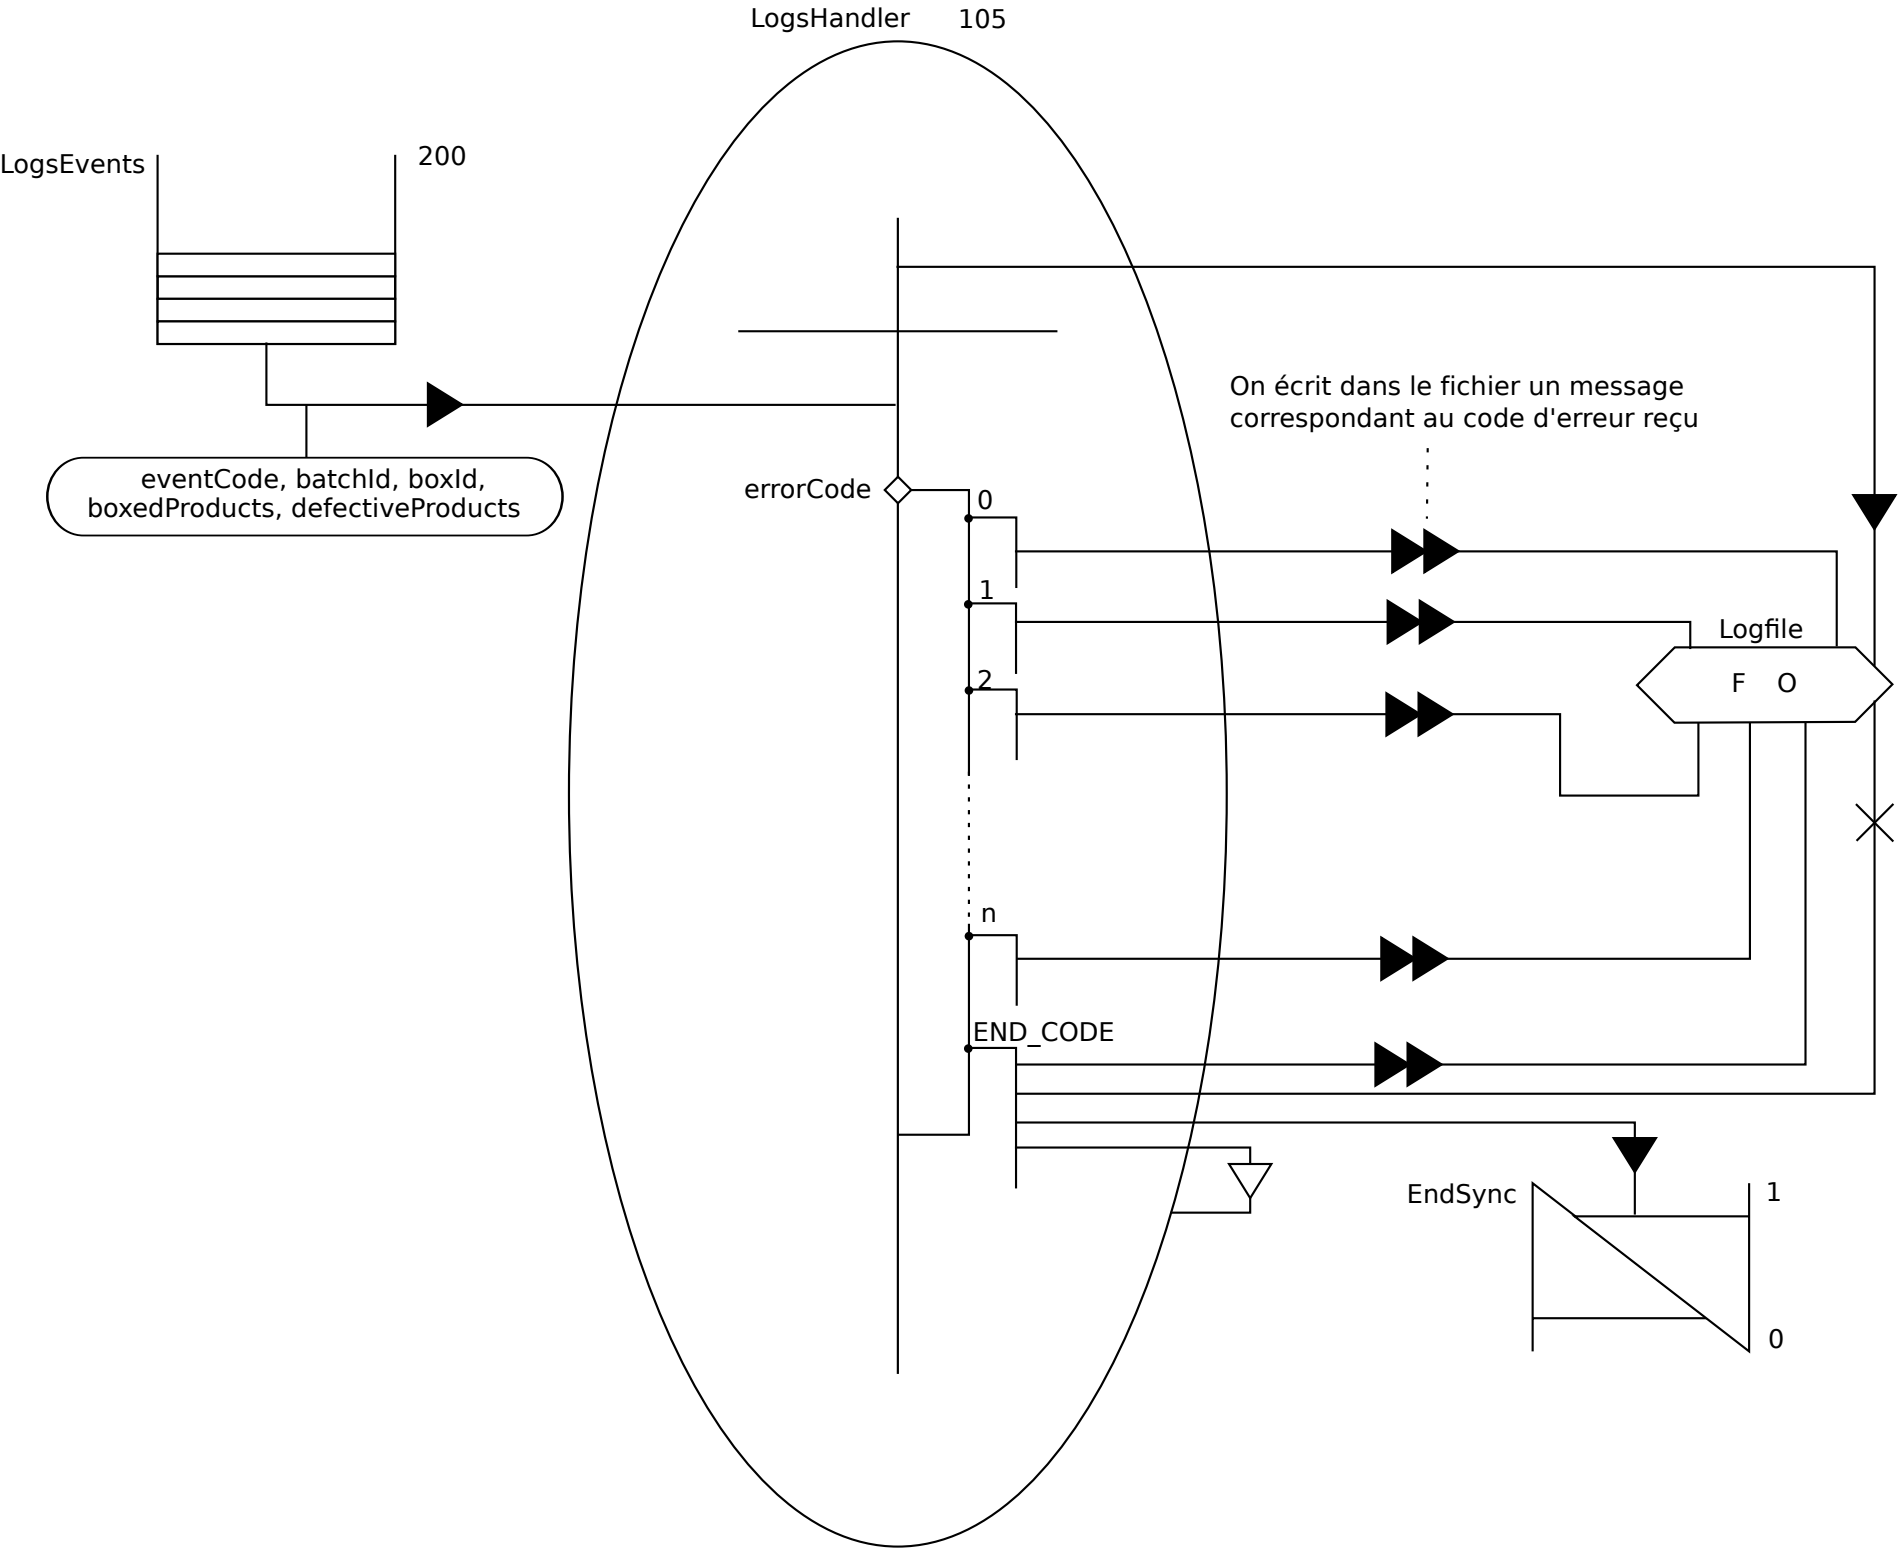 LogsHandler 105
LogsEvents
200
On écrit dans le fichier un message
correspondant au code d'erreur reçu
eventCode, batchId, boxId,
boxedProducts, defectiveProducts
errorCode
0
1
2
n
END_CODE
Logfile
F O
EndSync
1
0